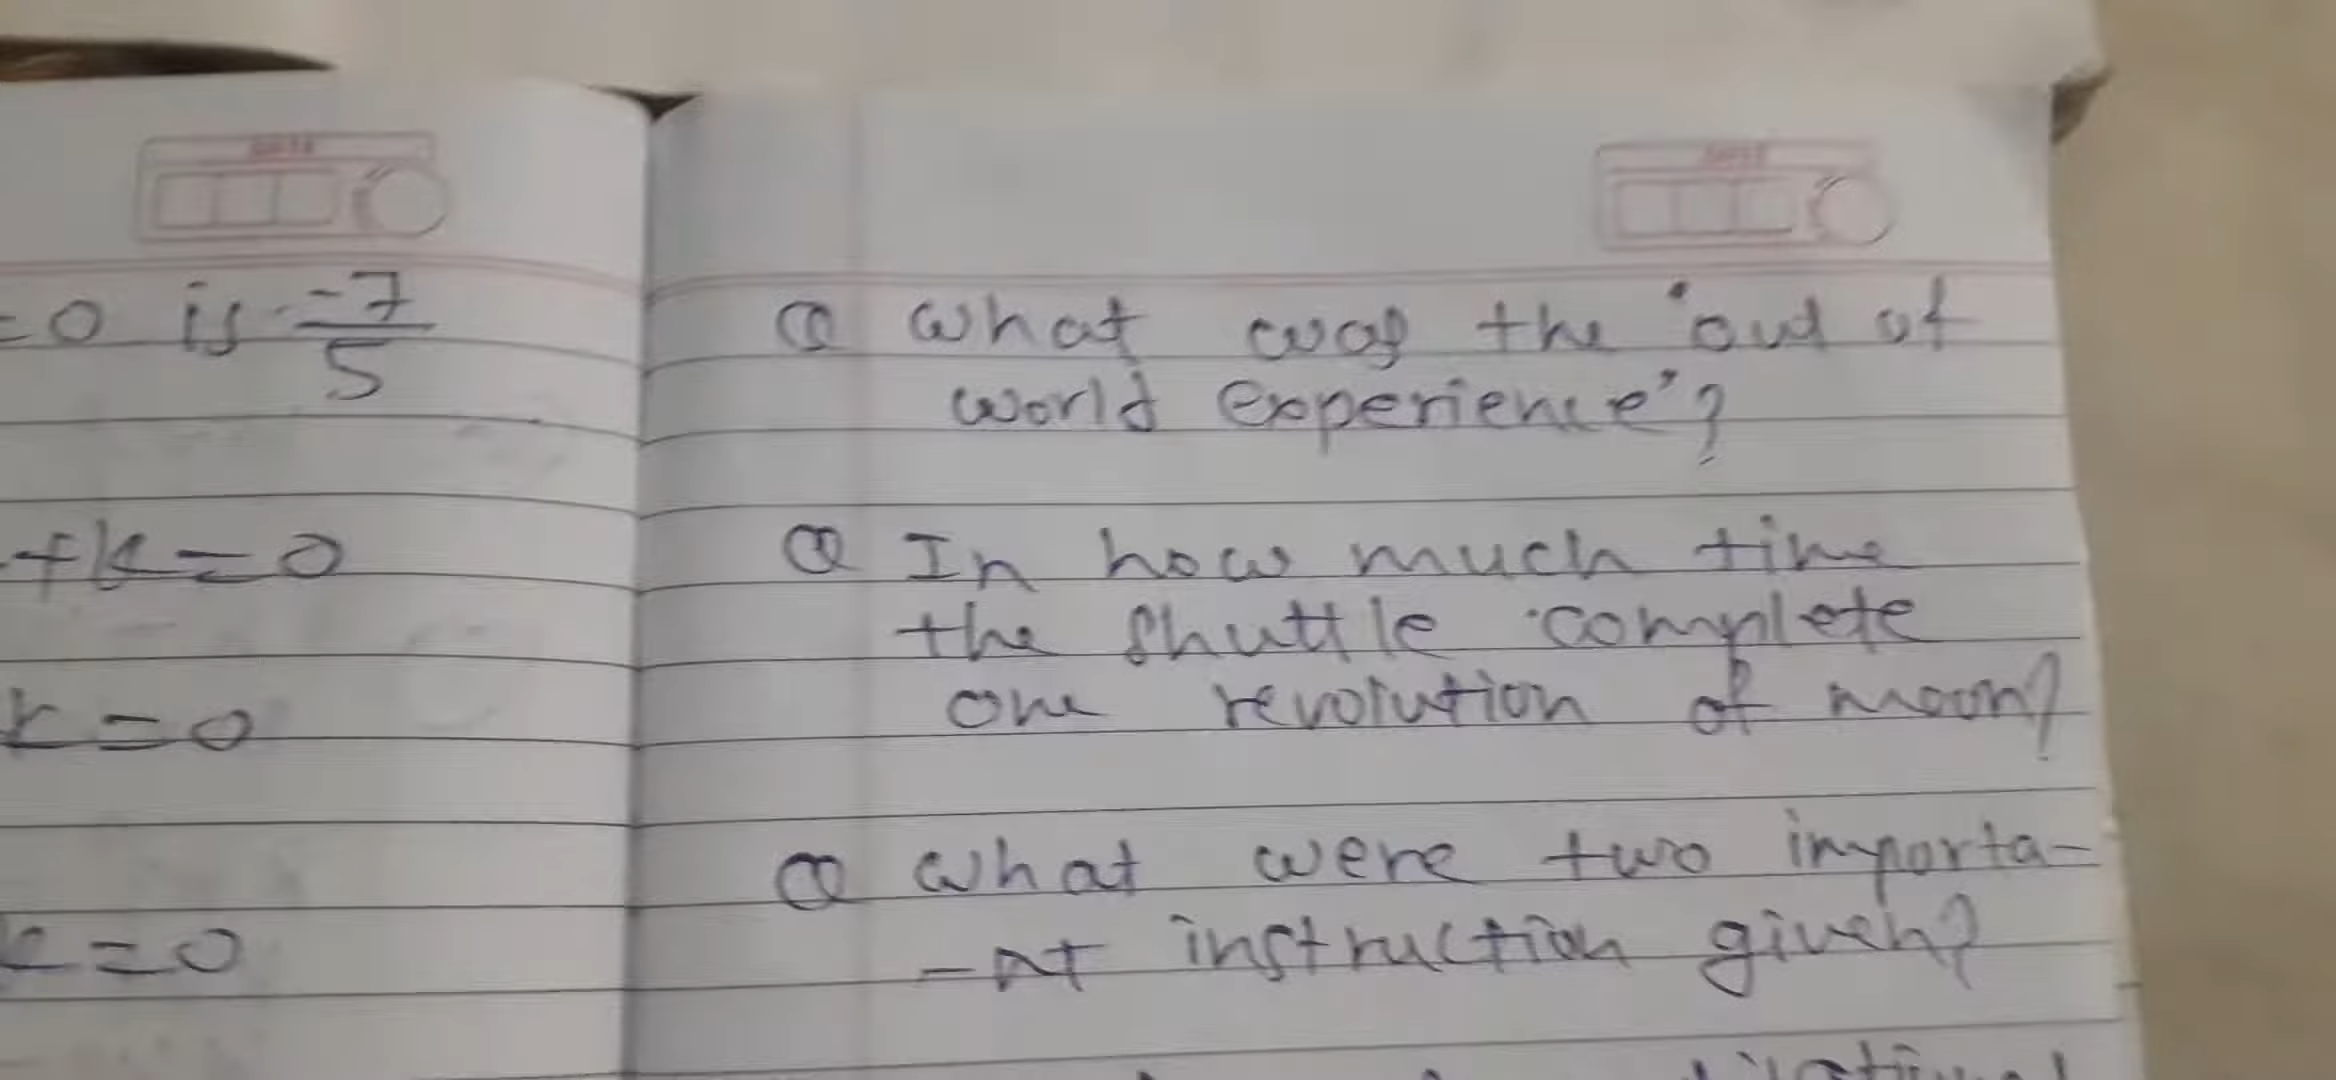 =0 is -7/5
+k=0
k=0
=0
DATE
Q What was the 'out of
world experience'?
Q In how much time
the shuttle complete
one revolution of moon?
Q What were two importa-
-nt instruction given?